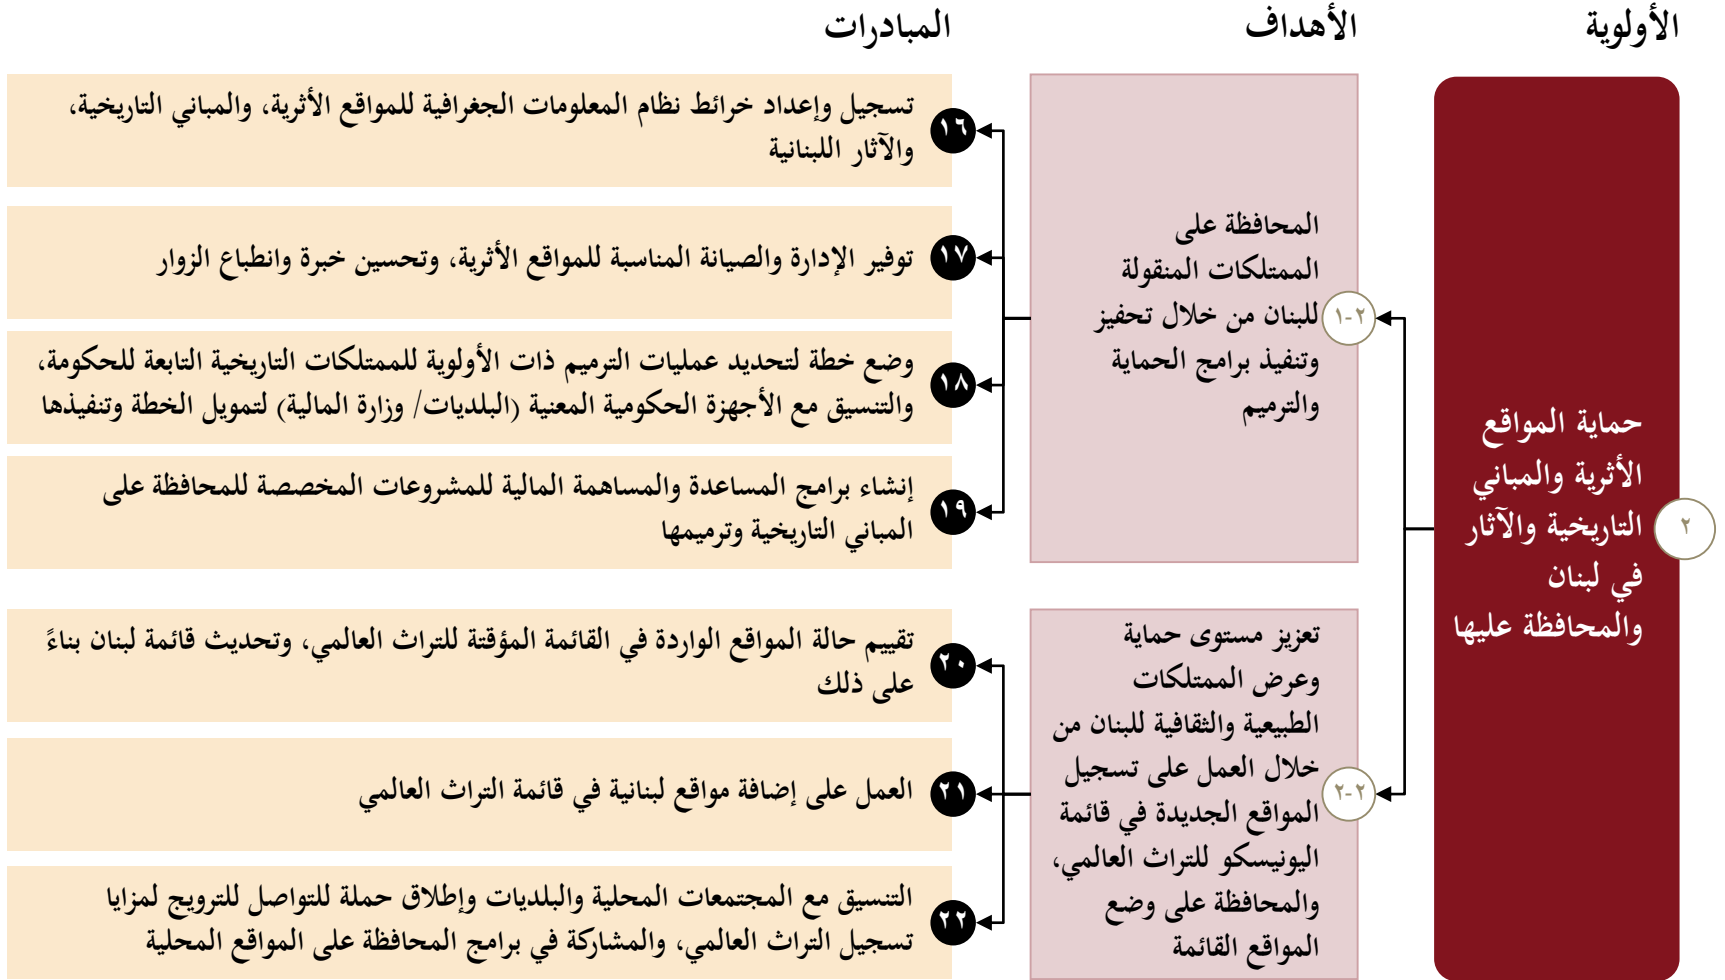 الأولوية
الأهداف
المبادرات
٢
حماية المواقع
الأثرية والمباني
التاريخية والآثار
في لبنان
والمحافظة عليها
٢-١
المحافظة على
الممتلكات المنقولة
للبنان من خلال تحفيز
وتنفيذ برامج الحماية
والترميم
١٦
تسجيل وإعداد خرائط نظام المعلومات الجغرافية للمواقع الأثرية، والمباني التاريخية،
والآثار اللبنانية
١٧
توفير الإدارة والصيانة المناسبة للمواقع الأثرية، وتحسين خبرة وانطباع الزوار
١٨
وضع خطة لتحديد عمليات الترميم ذات الأولوية للممتلكات التاريخية التابعة للحكومة،
والتنسيق مع الأجهزة الحكومية المعنية (البلديات/ وزارة المالية) لتمويل الخطة وتنفيذها
١٩
إنشاء برامج المساعدة والمساهمة المالية للمشروعات المخصصة للمحافظة على
المباني التاريخية وترميمها
٢-٢
تعزيز مستوى حماية
وعرض الممتلكات
الطبيعية والثقافية للبنان من
خلال العمل على تسجيل
المواقع الجديدة في قائمة
اليونيسكو للتراث العالمي،
والمحافظة على وضع
المواقع القائمة
٢٠
تقييم حالة المواقع الواردة في القائمة المؤقتة للتراث العالمي، وتحديث قائمة لبنان بناءً
على ذلك
٢١
العمل على إضافة مواقع لبنانية في قائمة التراث العالمي
٢٢
التنسيق مع المجتمعات المحلية والبلديات وإطلاق حملة للتواصل للترويج لمزايا
تسجيل التراث العالمي، والمشاركة في برامج المحافظة على المواقع المحلية